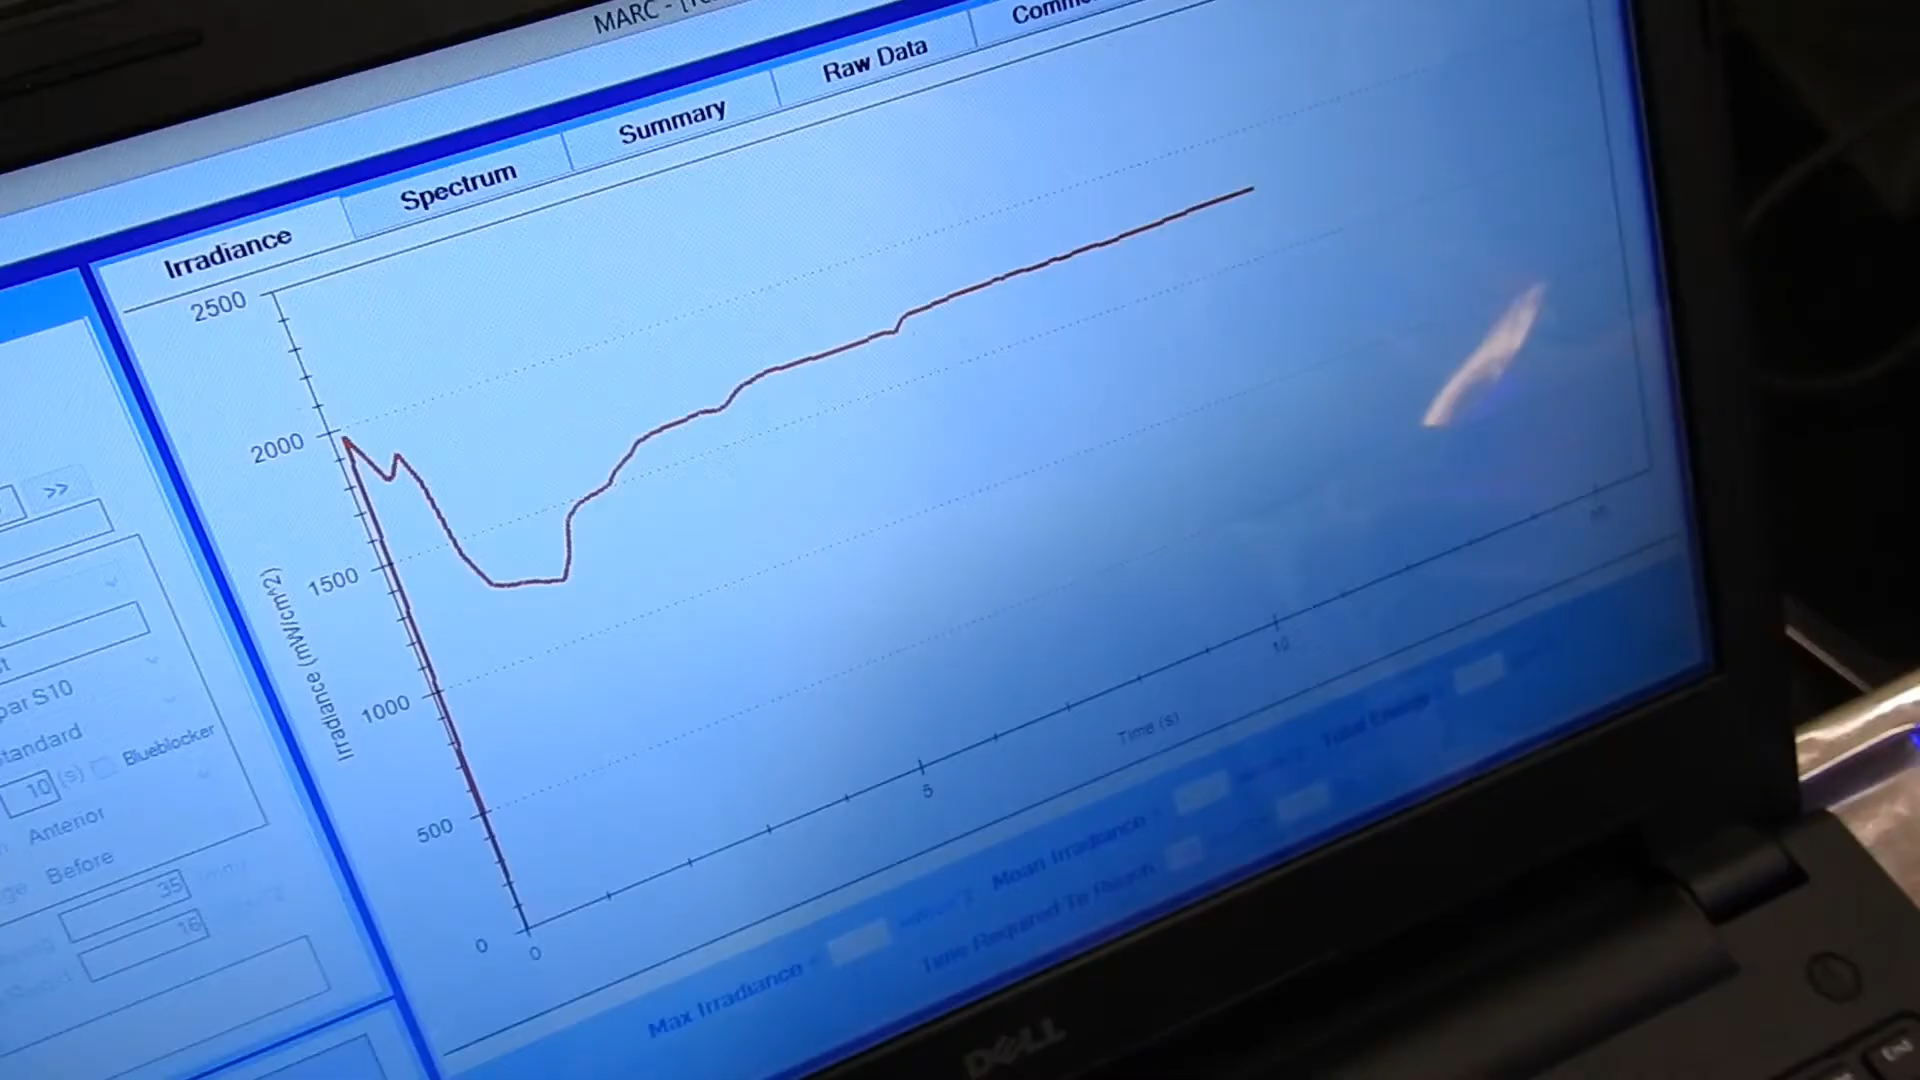 MARC - [
Irradiance
Spectrum
Summary
Raw Data
2500
2000
1500
1000
500
0
Irradiance (mW/cm^2)
0
5
10
Time (s)
>>
par S10
Standard
10 (s)
Blueblocker
Anterior
Before
35
16
Max Irradiance =
Mean Irradiance =
Time Required To Reach
Total Energy
DELL